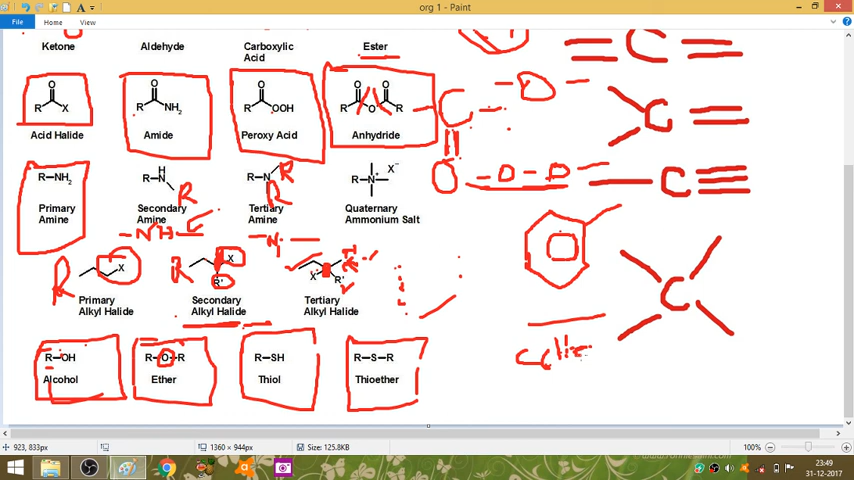 org 1 - Paint
File Home View
Ketone Aldehyde Carboxylic Acid Ester
R O X R O NH2 R O OOH R O O O R
Acid Halide Amide Peroxy Acid Anhydride
R-NH2 R-N H R R-N R R R-N+ X- R
Primary Amine Secondary Amine Tertiary Amine Quaternary Ammonium Salt
-NH- -N-
R X R X R' X R'
Primary Alkyl Halide Secondary Alkyl Halide Tertiary Alkyl Halide
R-OH R-O-R R-SH R-S-R
Alcohol Ether Thiol Thioether
C O
O O O
C
C
C
C
923, 833px 1360 × 944px Size: 125.8KB 100%
23:49
31-12-2017